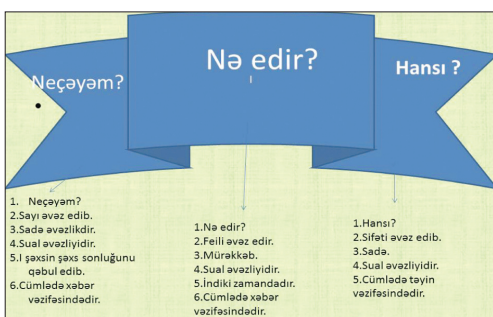 Neçəyəm?
Nə edir?
Hansı ?
1. Neçəyəm?
2.Sayı əvəz edib.
3.Sadə əvəzlikdir.
4.Sual əvəzliyidir.
5.I şəxsin şəxs sonluğunu
qəbul edib.
6.Cümlədə xəbər
vəzifəsindədir.
1.Nə edir?
2.Feili əvəz edir.
3.Mürəkkəb.
4.Sual əvəzliyidir.
5.İndiki zamandadır.
6.Cümlədə xəbər
vəzifəsindədir.
1.Hansı?
2.Sifəti əvəz edib.
3.Sadə.
4.Sual əvəzliyidir.
5.Cümlədə təyin
vəzifəsindədir.